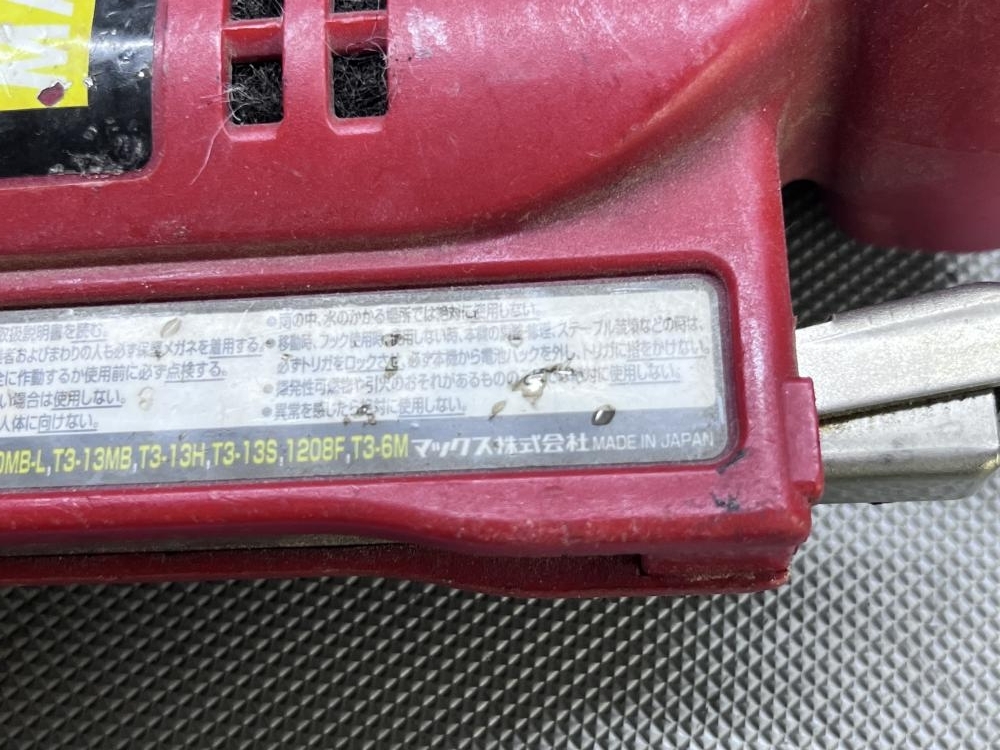 MA
取扱説明書を読む。
者およびまわりの人も必ず保護メガネを着用する。
全に作動するか使用前に必ず点検する。
い場合は使用しない。
人体に向けない。
●雨の中、水のかかる場所では絶対に使用しない。
●移動時、フック使用時、使用しない時、本機の調整・修理、ステープル装填などの時は、
必ずトリガをロックさせ、必ず本機から電池パックを外し、トリガに指をかけない。
●爆発性可燃物や引火のおそれがあるものの
対に使用しない。
●異常を感じたら絶対に使用しない。
0MB-L,T3-13MB,T3-13H,T3-13S,1208F,T3-6M マックス株式会社 MADE IN JAPAN